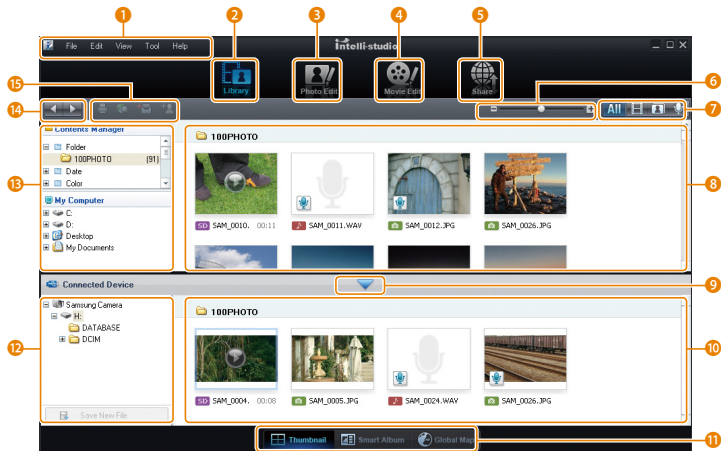 1
2
3
4
5
File Edit View Tool Help
Intelli-studio
Library
Photo Edit
Movie Edit
Share
6
15
14
All
7
Contents Manager
Folder
100PHOTO (91)
Date
Color
13
My Computer
C:
D:
Desktop
My Documents
100PHOTO
SD SAM_0010. 00:11
SAM_0011.WAV
SAM_0012.JPG
SAM_0026.JPG
8
Connected Device
9
Samsung Camera
H:
DATABASE
DCIM
12
Save New File
100PHOTO
SD SAM_0004. 00:08
SAM_0005.JPG
SAM_0024.WAV
SAM_0026.JPG
10
Thumbnail
Smart Album
Global Map
11